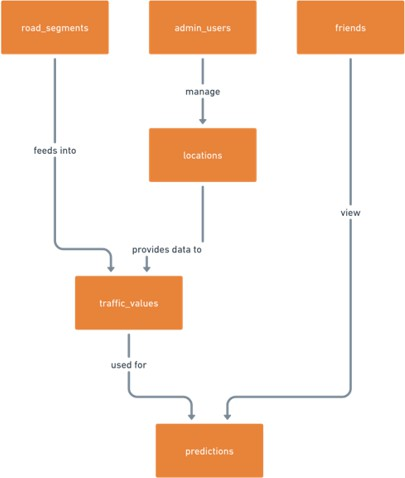 road_segments
admin_users
friends
manage
feeds into
locations
view
provides data to
traffic_values
used for
predictions